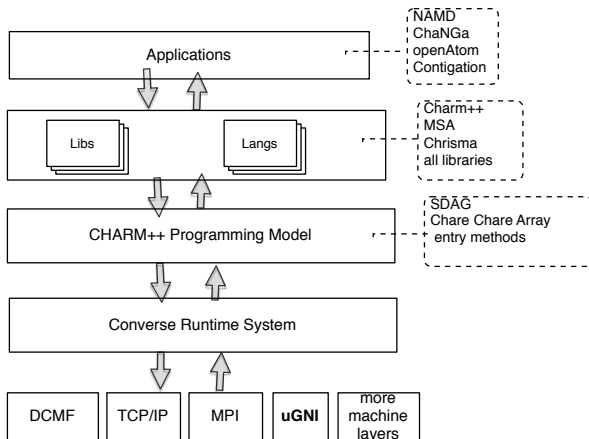 Applications
NAMD
ChaNGa
openAtom
Contigation
Libs
Langs
Charm++
MSA
Chrisma
all libraries
CHARM++ Programming Model
SDAG
Chare Chare Array
entry methods
Converse Runtime System
DCMF
TCP/IP
MPI
uGNI
more
machine
layers